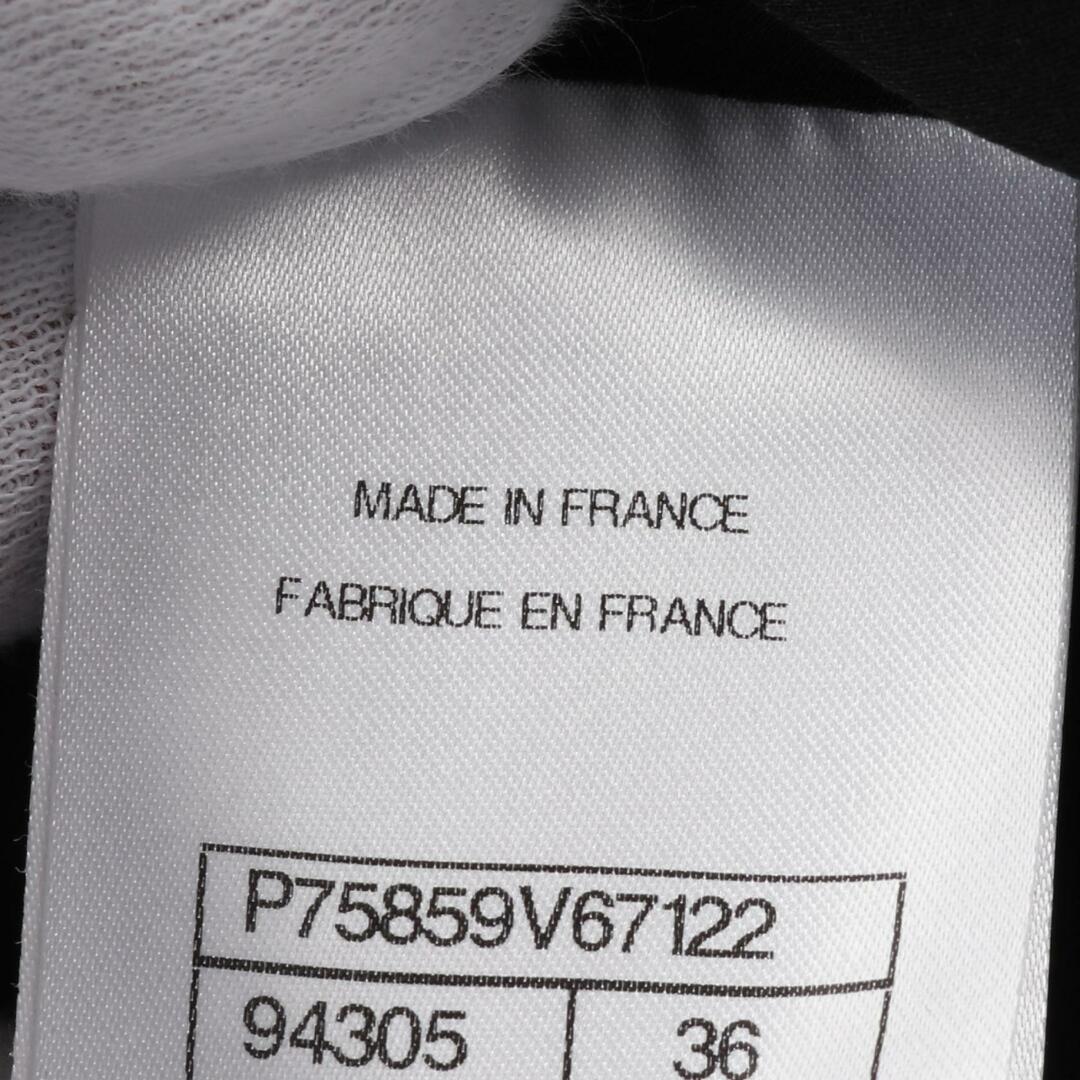 MADE IN FRANCE
FABRIQUE EN FRANCE
P75859V67122
94305 36